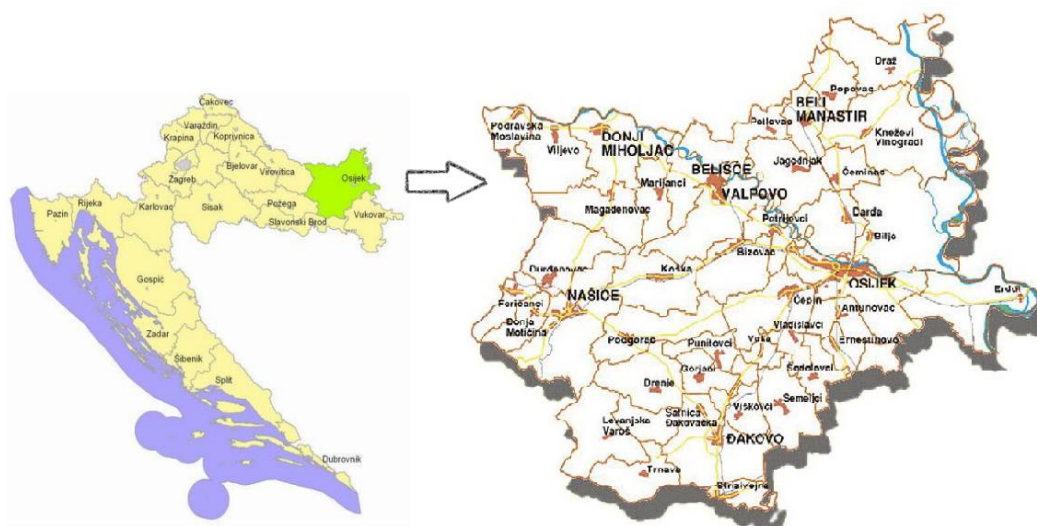 Čakovec
Varaždin
Krapina
Koprivnica
Bjelovar
Virovitica
Osijek
Zagreb
Rijeka
Pazin
Karlovac
Sisak
Požega
Slavonski Brod
Vukovar
Gospić
Zadar
Šibenik
Split
Dubrovnik
Draž
Popovac
BELI
MANASTIR
Kneževi
Vinogradi
Podravska
Moslavina
Viljevo
DONJI
MIHOLJAC
Petlovac
Jagodnjak
Čeminac
BELIŠĆE
VALPOVO
Marijanci
Magadenovac
Petrijevci
Darda
Bilje
Bizovac
Koška
Đurđenovac
Feričanci
NAŠICE
Donja
Motičina
OSIJEK
Čepin
Antunovac
Erdut
Vladislavci
Vuka
Ernestinovo
Podgorač
Punitovci
Gorjani
Šodolovci
Drenje
Satnica
Đakovačka
Viškovci
Semeljci
Levanjska
Varoš
ĐAKOVO
Trnava
Strizivojna